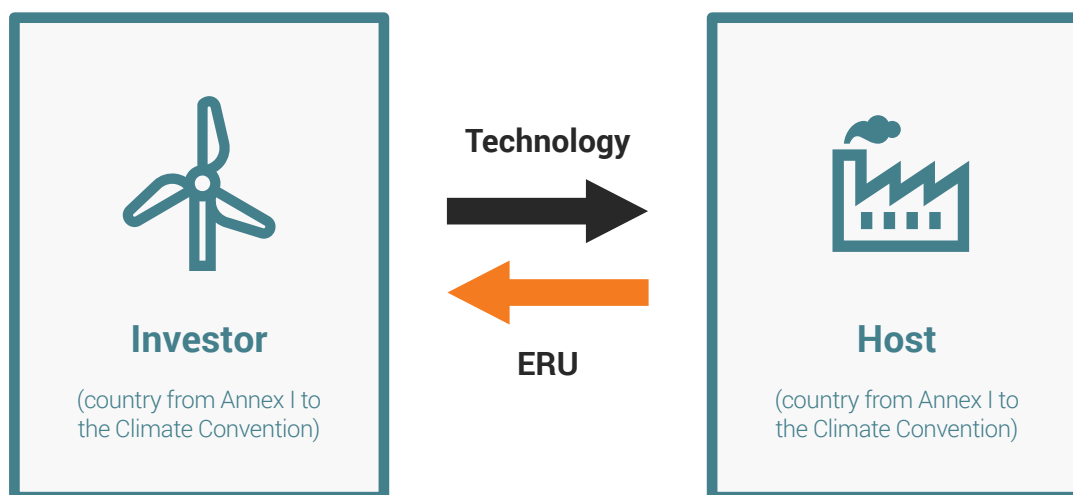 Technology
ERU
Investor
(country from Annex I to
the Climate Convention)
Host
(country from Annex I to
the Climate Convention)